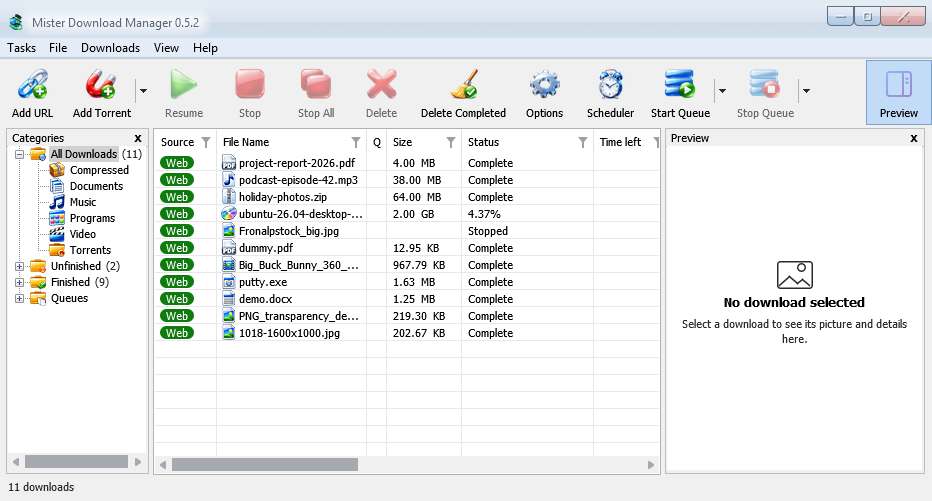 Mister Download Manager 0.5.2
Tasks File Downloads View Help
Add URL Add Torrent Resume Stop Stop All Delete Delete Completed Options Scheduler Start Queue Stop Queue Preview
Categories x
All Downloads (11)
Compressed
Documents
Music
Programs
Video
Torrents
Unfinished (2)
Finished (9)
Queues
Source File Name Q Size Status Time left
Web project-report-2026.pdf 4.00 MB Complete
Web podcast-episode-42.mp3 38.00 MB Complete
Web holiday-photos.zip 64.00 MB Complete
Web ubuntu-26.04-desktop-... 2.00 GB 4.37%
Web Fronalpstock_big.jpg Stopped
Web dummy.pdf 12.95 KB Complete
Web Big_Buck_Bunny_360_... 967.79 KB Complete
Web putty.exe 1.63 MB Complete
Web demo.docx 1.25 MB Complete
Web PNG_transparency_de... 219.30 KB Complete
Web 1018-1600x1000.jpg 202.67 KB Complete
Preview x
No download selected
Select a download to see its picture and details
here.
11 downloads